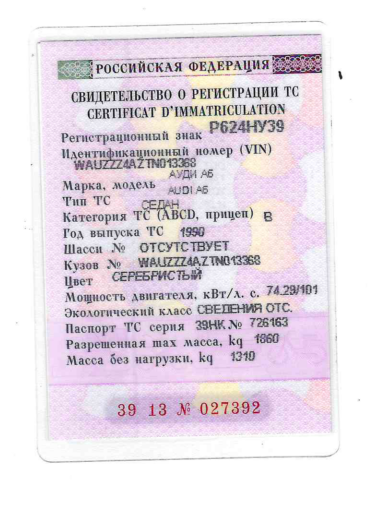 РОССИЙСКАЯ ФЕДЕРАЦИЯ
СВИДЕТЕЛЬСТВО О РЕГИСТРАЦИИ ТС
CERTIFICAT D'IMMATRICULATION
Регистрационный знак Р624НУ39
Идентификационный номер (VIN)
WAUZZZ4AZTN013368
АУДИ А6
Марка, модель AUDI A6
Тип ТС СЕДАН
Категория ТС (ABCD, прицеп) B
Год выпуска ТС 1996
Шасси № ОТСУТСТВУЕТ
Кузов № WAUZZZ4AZTN013368
Цвет СЕРЕБРИСТЫЙ
Мощность двигателя, кВт/л. с. 74.29/101
Экологический класс СВЕДЕНИЯ ОТС.
Паспорт ТС серия 39НК № 726163
Разрешенная max масса, kg 1860
Масса без нагрузки, kg 1310
39 13 № 027392